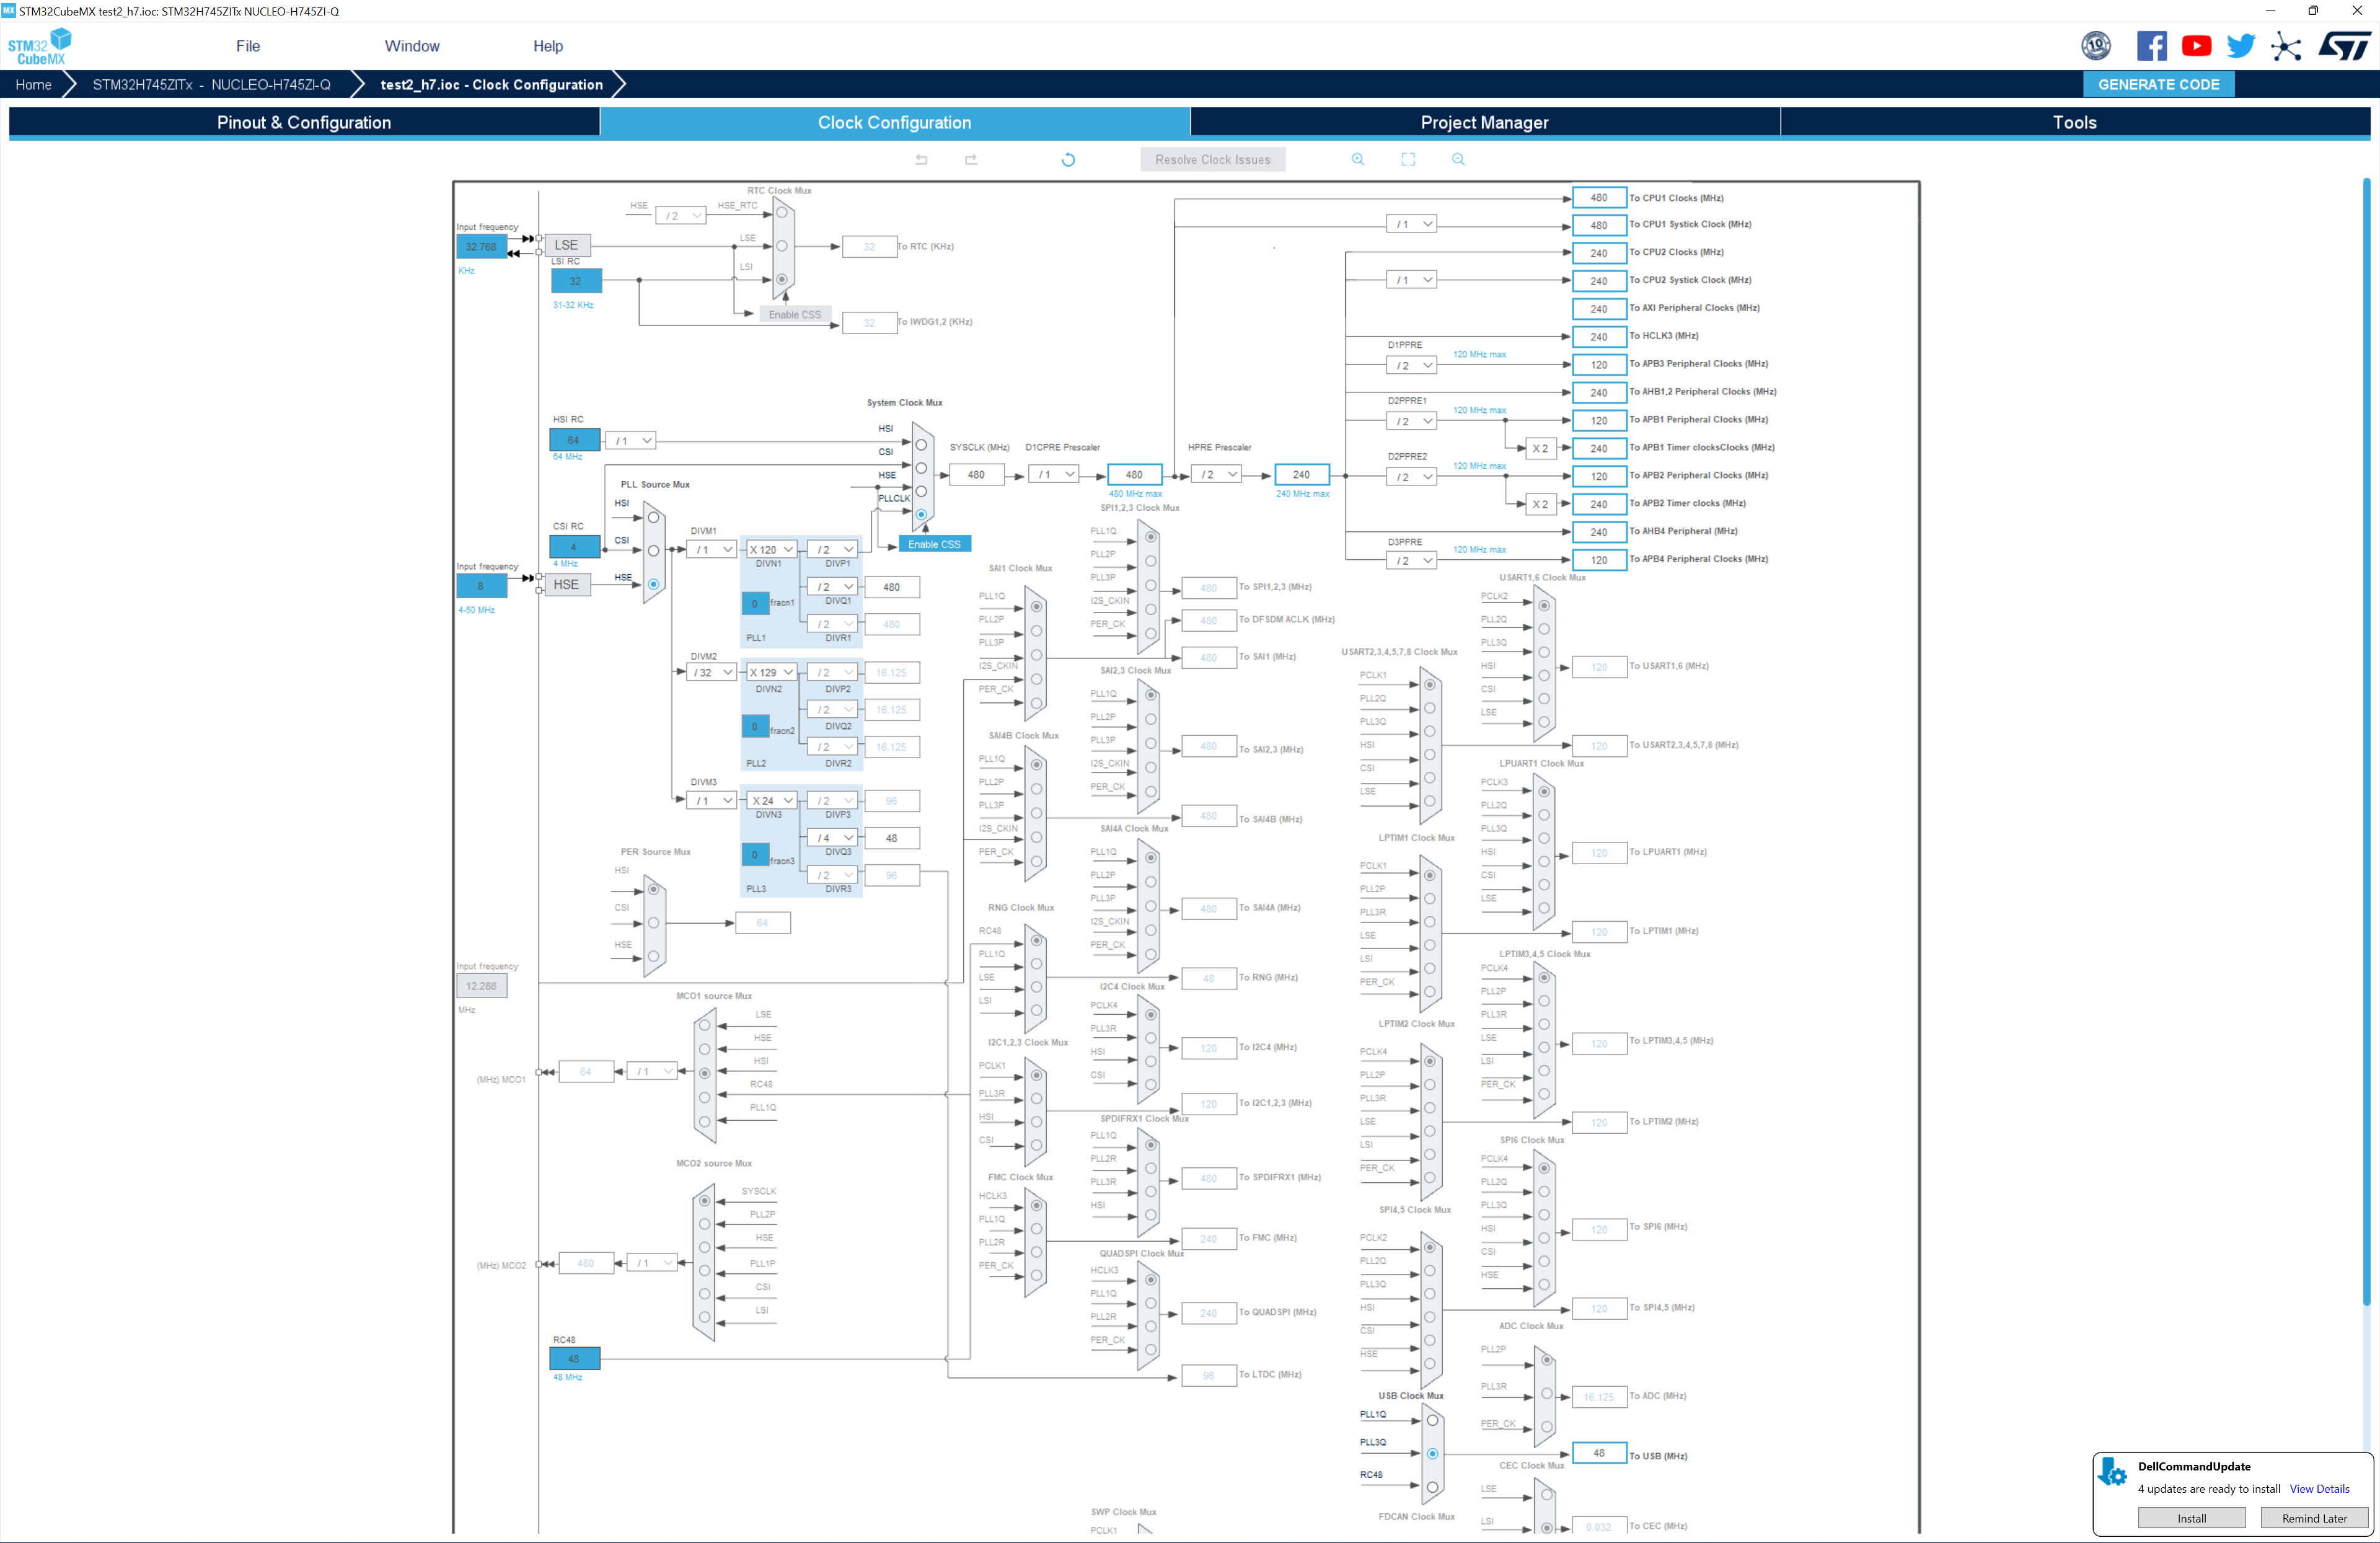 STM32CubeMX test2_h7.ioc: STM32H745ZITx NUCLEO-H745ZI-Q
STM32 CubeMX
File Window Help
10
Home
STM32H745ZITx - NUCLEO-H745ZI-Q
test2_h7.ioc - Clock Configuration
GENERATE CODE
Pinout & Configuration
Clock Configuration
Project Manager
Tools
Resolve Clock Issues
RTC Clock Mux
HSE
/ 2
HSE_RTC
Input frequency
32.768
KHz
LSE
LSE
LSI RC
32
31-32 KHz
LSI
32
To RTC (KHz)
Enable CSS
32
To IWDG1,2 (KHz)
480
To CPU1 Clocks (MHz)
/ 1
480
To CPU1 Systick Clock (MHz)
240
To CPU2 Clocks (MHz)
/ 1
240
To CPU2 Systick Clock (MHz)
240
To AXI Peripheral Clocks (MHz)
240
To HCLK3 (MHz)
D1PPRE
/ 2
120 MHz max
120
To APB3 Peripheral Clocks (MHz)
240
To AHB1,2 Peripheral Clocks (MHz)
D2PPRE1
/ 2
120 MHz max
120
To APB1 Peripheral Clocks (MHz)
X 2
240
To APB1 Timer clocksClocks (MHz)
D2PPRE2
/ 2
120 MHz max
120
To APB2 Peripheral Clocks (MHz)
X 2
240
To APB2 Timer clocks (MHz)
240
To AHB4 Peripheral (MHz)
D3PPRE
/ 2
120 MHz max
120
To APB4 Peripheral Clocks (MHz)
System Clock Mux
HSI RC
64
64 MHz
/ 1
HSI
CSI
HSE
PLLCLK
Enable CSS
SYSCLK (MHz)
480
D1CPRE Prescaler
/ 1
480
480 MHz max
HPRE Prescaler
/ 2
240
240 MHz max
PLL Source Mux
HSI
CSI RC
4
4 MHz
CSI
Input frequency
8
4-50 MHz
HSE
HSE
DIVM1
/ 1
X 120
DIVN1
/ 2
DIVP1
/ 2
480
DIVQ1
0
fracn1
/ 2
480
PLL1
DIVR1
DIVM2
/ 32
X 129
/ 2
16.125
DIVN2
DIVP2
/ 2
16.125
DIVQ2
0
fracn2
/ 2
16.125
PLL2
DIVR2
DIVM3
/ 1
X 24
/ 2
96
DIVN3
DIVP3
/ 4
48
DIVQ3
0
fracn3
/ 2
96
PLL3
DIVR3
PER Source Mux
HSI
CSI
HSE
64
Input frequency
12.288
MHz
MCO1 source Mux
LSE
HSE
HSI
RC48
PLL1Q
(MHz) MCO1
64
/ 1
MCO2 source Mux
SYSCLK
PLL2P
HSE
PLL1P
CSI
LSI
(MHz) MCO2
480
/ 1
RC48
48
48 MHz
SAI1 Clock Mux
PLL1Q
PLL2P
PLL3P
I2S_CKIN
PER_CK
480
To DFSDM ACLK (MHz)
480
To SAI1 (MHz)
SAI4B Clock Mux
PLL1Q
PLL2P
PLL3P
I2S_CKIN
PER_CK
480
To SAI4B (MHz)
RNG Clock Mux
RC48
PLL1Q
LSE
LSI
48
To RNG (MHz)
I2C1,2,3 Clock Mux
PCLK1
PLL3R
HSI
CSI
120
To I2C1,2,3 (MHz)
FMC Clock Mux
HCLK3
PLL1Q
PLL2R
PER_CK
240
To FMC (MHz)
SPI1,2,3 Clock Mux
PLL1Q
PLL2P
PLL3P
I2S_CKIN
PER_CK
480
To SPI1,2,3 (MHz)
SAI2,3 Clock Mux
PLL1Q
PLL2P
PLL3P
I2S_CKIN
PER_CK
480
To SAI2,3 (MHz)
SAI4A Clock Mux
PLL1Q
PLL2P
PLL3P
I2S_CKIN
PER_CK
480
To SAI4A (MHz)
I2C4 Clock Mux
PCLK4
PLL3R
HSI
CSI
120
To I2C4 (MHz)
SPDIFRX1 Clock Mux
PLL1Q
PLL2R
PLL3R
HSI
480
To SPDIFRX1 (MHz)
QUADSPI Clock Mux
HCLK3
PLL1Q
PLL2R
PER_CK
240
To QUADSPI (MHz)
96
To LTDC (MHz)
SWP Clock Mux
PCLK1
USART2,3,4,5,7,8 Clock Mux
PCLK1
PLL2Q
PLL3Q
HSI
CSI
LSE
120
To USART2,3,4,5,7,8 (MHz)
LPTIM1 Clock Mux
PCLK1
PLL2P
PLL3R
LSE
LSI
PER_CK
120
To LPTIM1 (MHz)
LPTIM2 Clock Mux
PCLK4
PLL2P
PLL3R
LSE
LSI
PER_CK
120
To LPTIM2 (MHz)
SPI4,5 Clock Mux
PCLK2
PLL2Q
PLL3Q
HSI
CSI
HSE
120
To SPI4,5 (MHz)
USB Clock Mux
PLL1Q
PLL3Q
RC48
48
To USB (MHz)
FDCAN Clock Mux
USART1,6 Clock Mux
PCLK2
PLL2Q
PLL3Q
HSI
CSI
LSE
120
To USART1,6 (MHz)
LPUART1 Clock Mux
PCLK3
PLL2Q
PLL3Q
HSI
CSI
LSE
120
To LPUART1 (MHz)
LPTIM3,4,5 Clock Mux
PCLK4
PLL2P
PLL3R
LSE
LSI
PER_CK
120
To LPTIM3,4,5 (MHz)
SPI6 Clock Mux
PCLK4
PLL2Q
PLL3Q
HSI
CSI
HSE
120
To SPI6 (MHz)
ADC Clock Mux
PLL2P
PLL3R
PER_CK
16.125
To ADC (MHz)
CEC Clock Mux
LSE
LSI
0.032
To CEC (MHz)
DellCommandUpdate
4 updates are ready to install View Details
Install
Remind Later